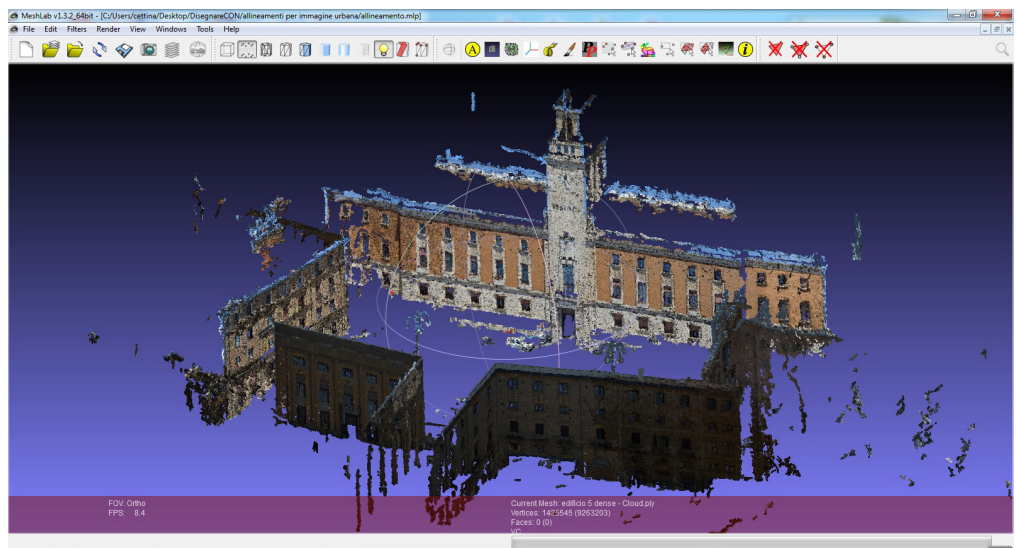 MeshLab v1.3.2_64bit - [C:/Users/cettina/Desktop/DisegnareCON/allineamenti per immagine urbana/allineamento.mlp]
File Edit Filters Render View Windows Tools Help
FOV: Ortho
FPS: 8.4
Current Mesh: edificio 5 dense - Cloud.ply
Vertices: 1425545 (9263203)
Faces: 0 (0)
VC